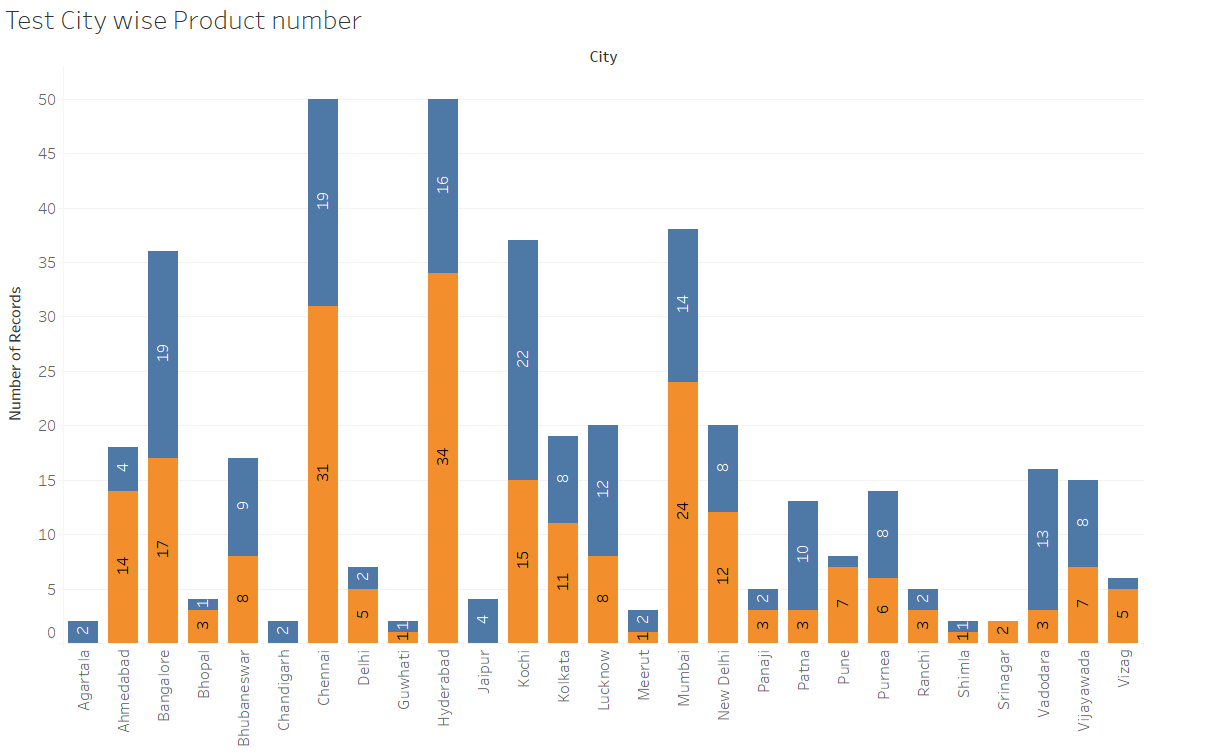 Test City wise Product number
City
Number of Records
50
45
40
35
30
25
20
15
10
5
0
2
4
14
19
17
1
3
9
8
2
19
31
2
5
1
1
16
34
4
22
15
8
11
12
8
2
1
14
24
8
12
2
3
10
3
7
8
6
2
3
1
1
2
13
3
8
7
5
Agartala
Ahmedabad
Bangalore
Bhopal
Bhubaneswar
Chandigarh
Chennai
Delhi
Guwhati
Hyderabad
Jaipur
Kochi
Kolkata
Lucknow
Meerut
Mumbai
New Delhi
Panaji
Patna
Pune
Purnea
Ranchi
Shimla
Srinagar
Vadodara
Vijayawada
Vizag